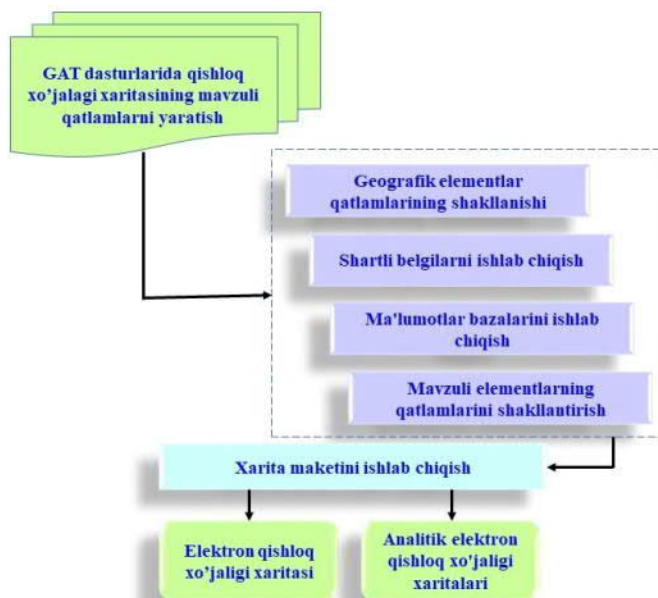 GAT dasturlarida qishloq
xo’jalagi xaritasining mavzuli
qatlamlarni yaratish
Geografik elementlar
qatlamlarining shakllanishi
Shartli belgilarni ishlab chiqish
Ma'lumotlar bazalarini ishlab
chiqish
Mavzuli elementlarning
qatlamlarini shakllantirish
Xarita maketini ishlab chiqish
Elektron qishloq
xo’jaligi xaritasi
Analitik elektron
qishloq xo'jaligi
xaritalari